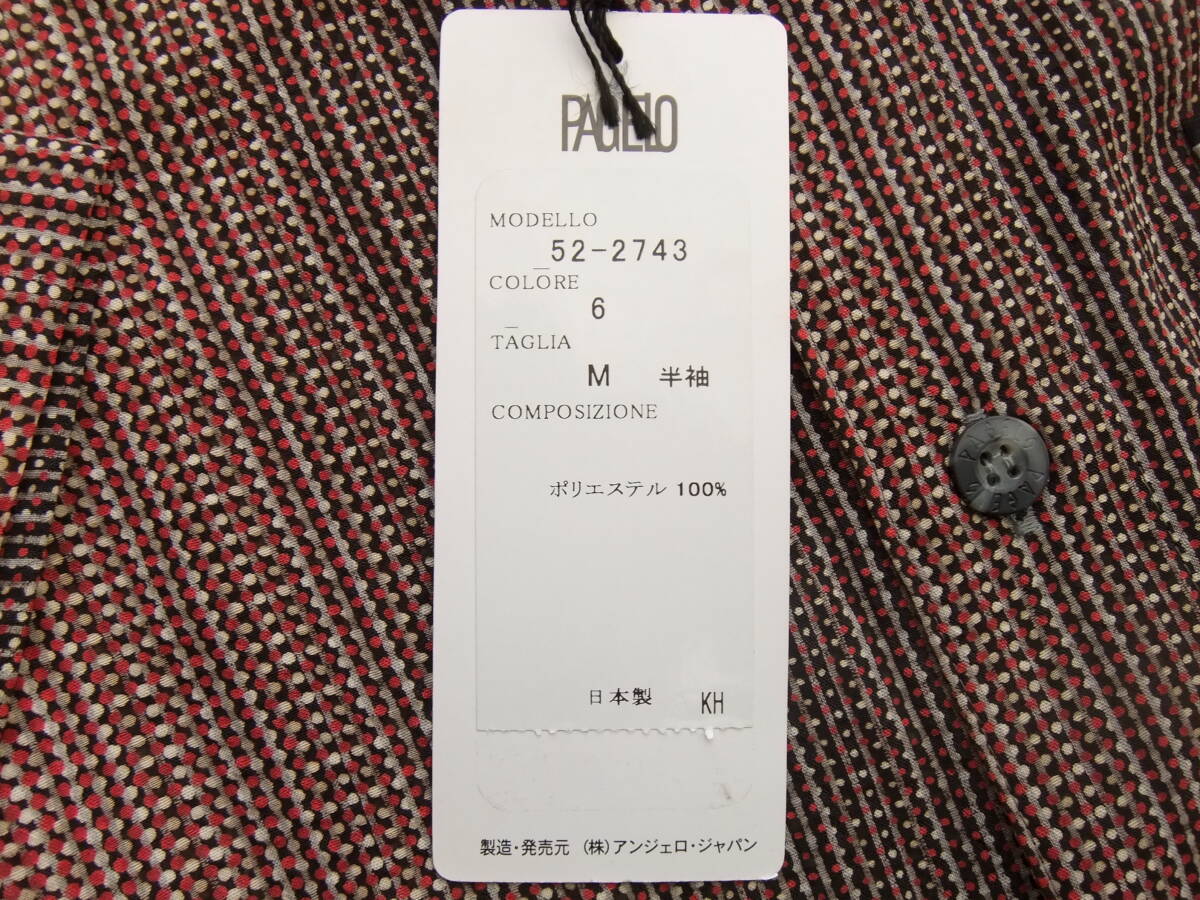 PAGELO
MODELLO
52-2743
COLORE
6
TAGLIA
M 半袖
COMPOSIZIONE
ポリエステル 100%
日本製 KH
製造・発売元 (株)アンジェロ・ジャパン